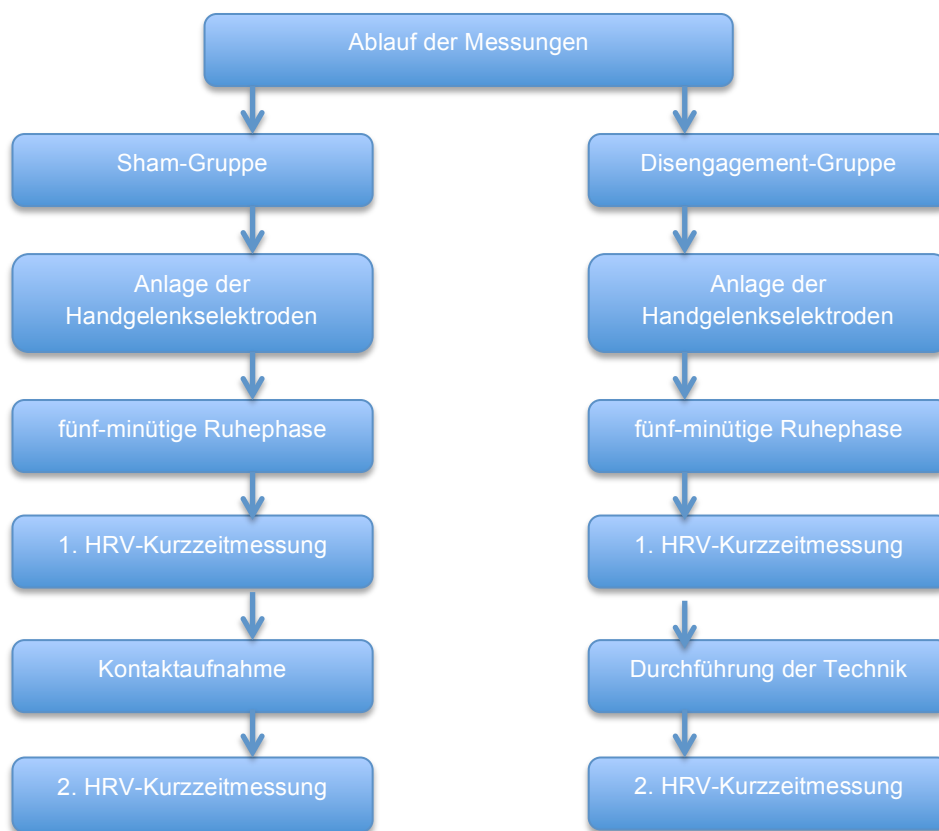 Ablauf der Messungen
Sham-Gruppe
Disengagement-Gruppe
Anlage der
Handgelenkselektroden
Anlage der
Handgelenkselektroden
fünf-minütige Ruhephase
fünf-minütige Ruhephase
1. HRV-Kurzzeitmessung
1. HRV-Kurzzeitmessung
Kontaktaufnahme
Durchführung der Technik
2. HRV-Kurzzeitmessung
2. HRV-Kurzzeitmessung